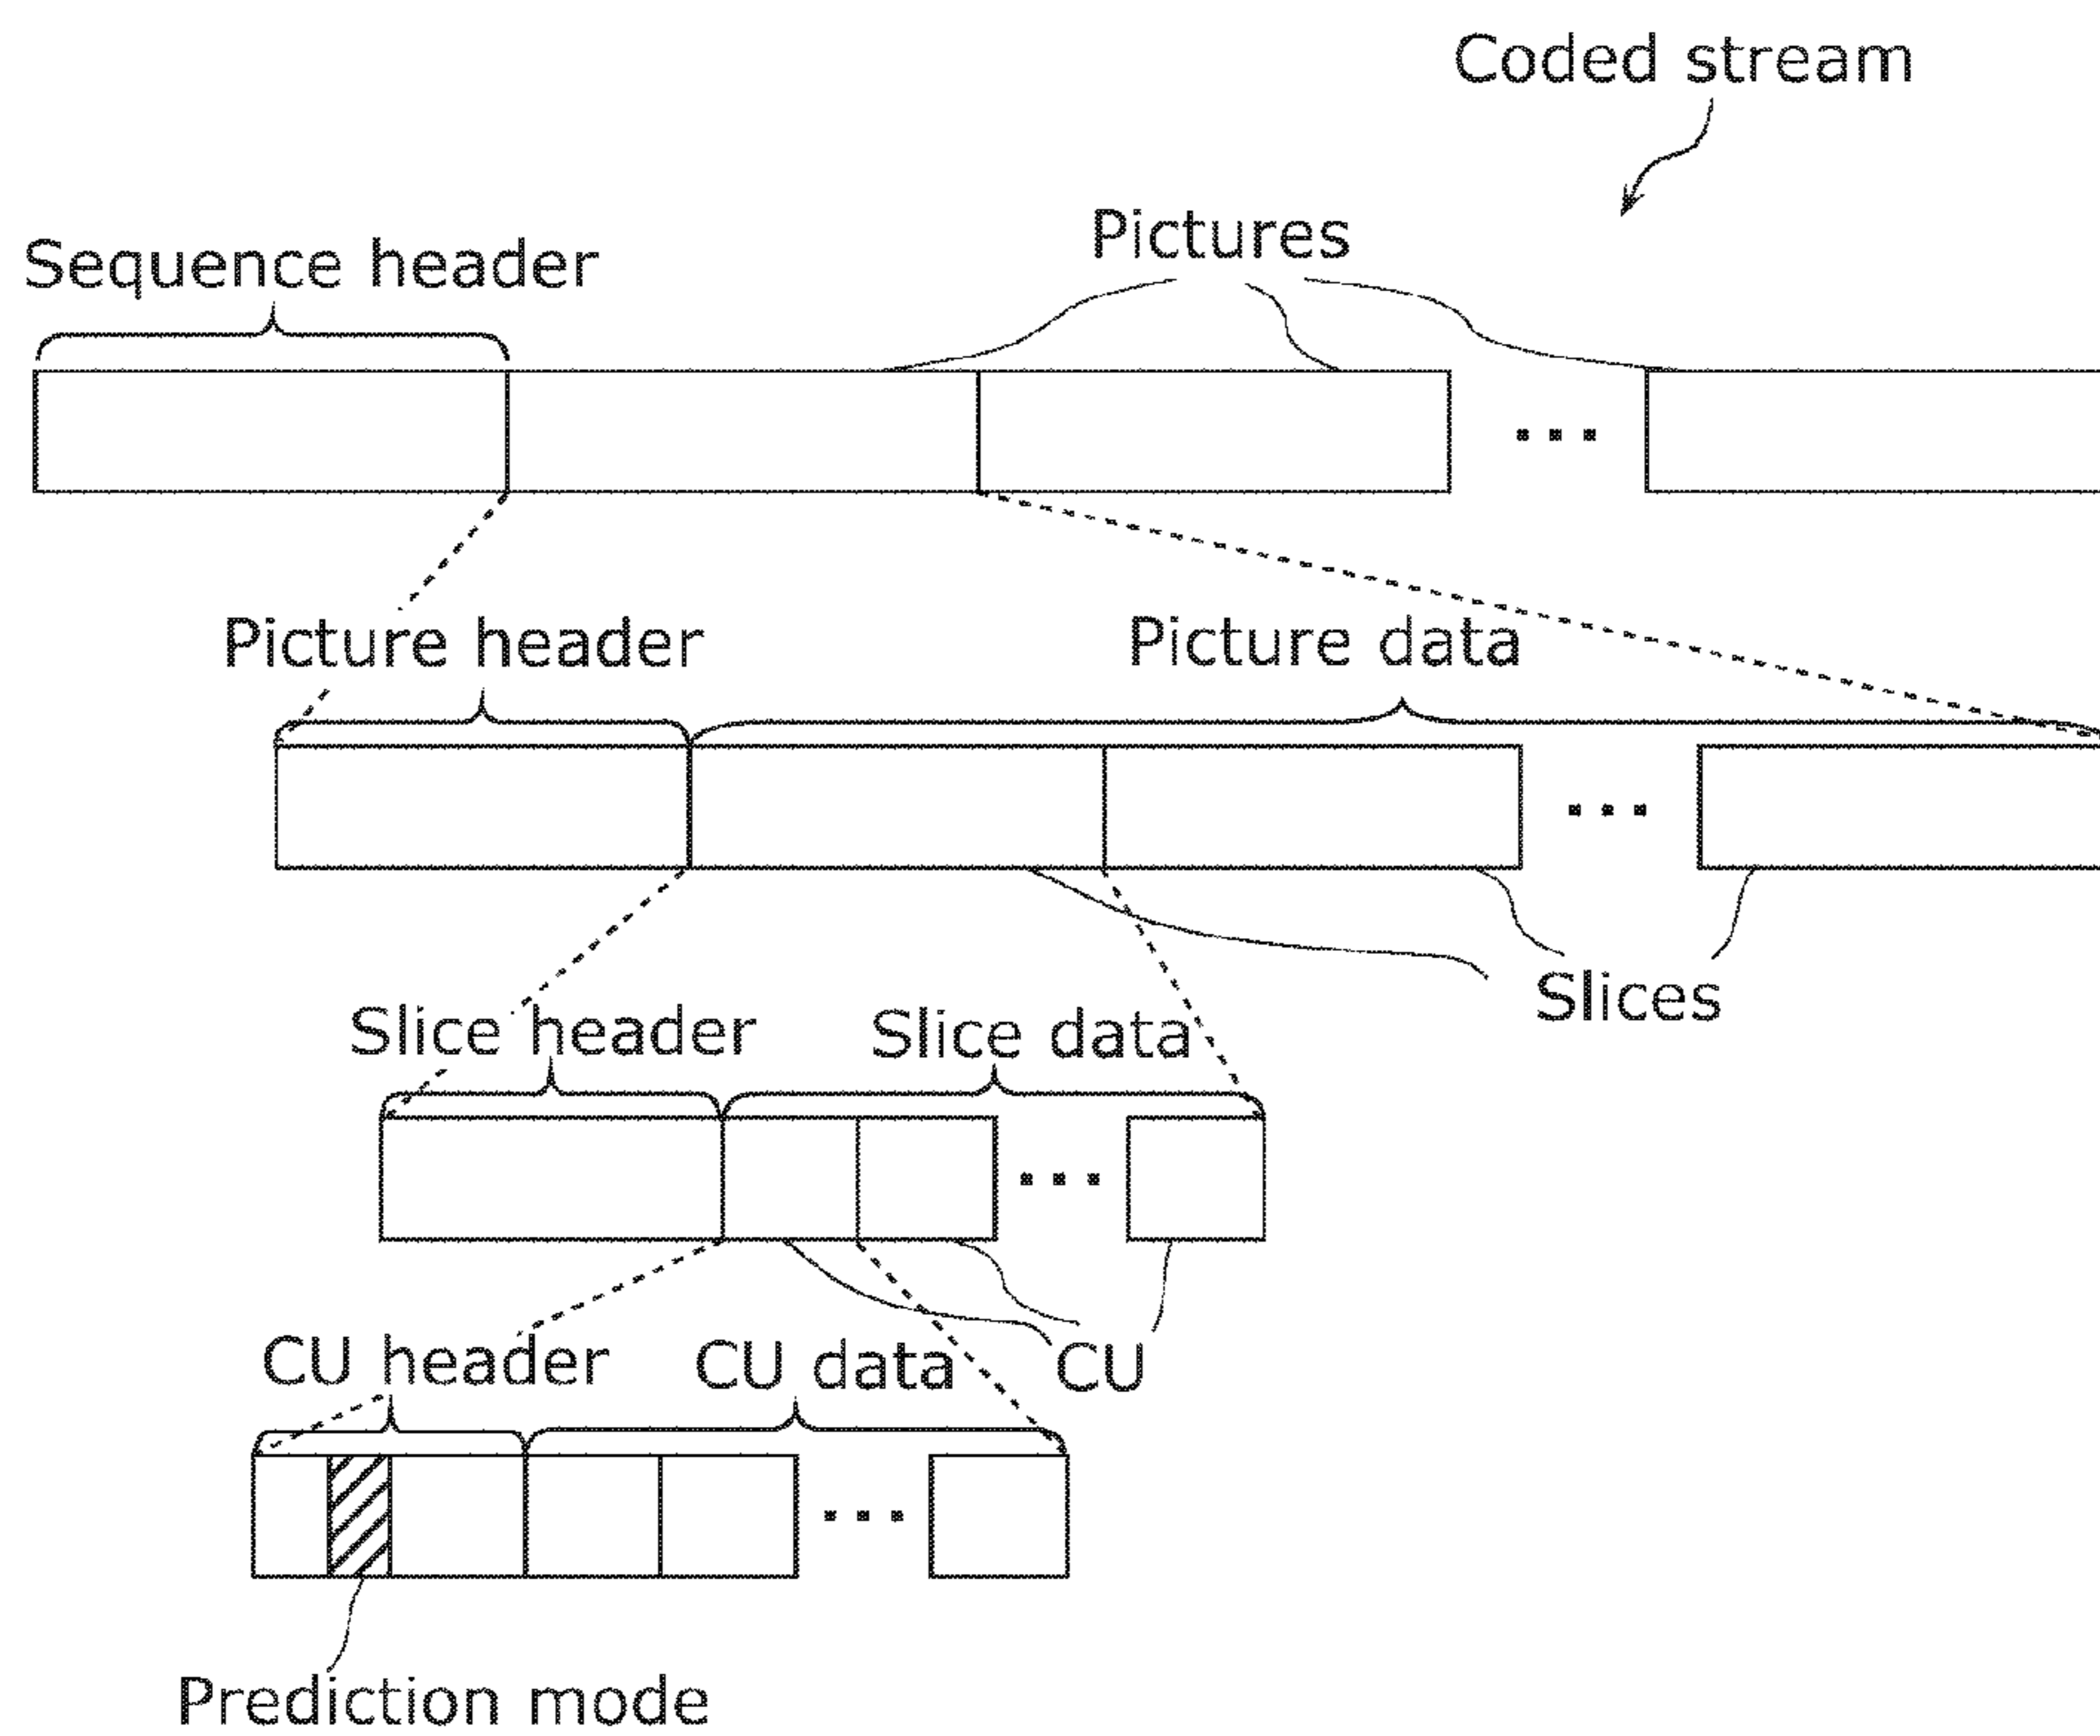 Coded stream
Pictures
Sequence header
Picture header
Picture data
Slices
Slice header
Slice data
CU header
CU data
CU
Prediction mode